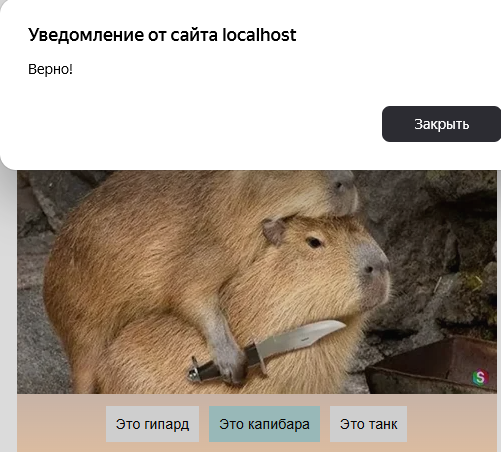 Уведомление от сайта localhost
Верно!
Закрыть
Это гипард
Это капибара
Это танк